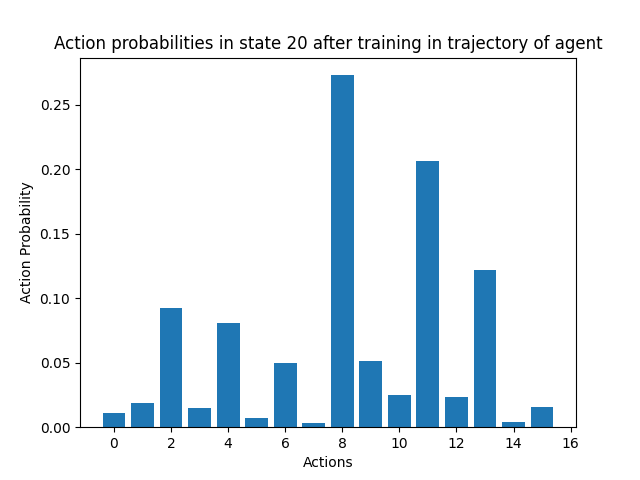 Action probabilities in state 20 after training in trajectory of agent
0.25
0.20
0.15
0.10
0.05
0.00
Action Probability
0 2 4 6 8 10 12 14 16
Actions